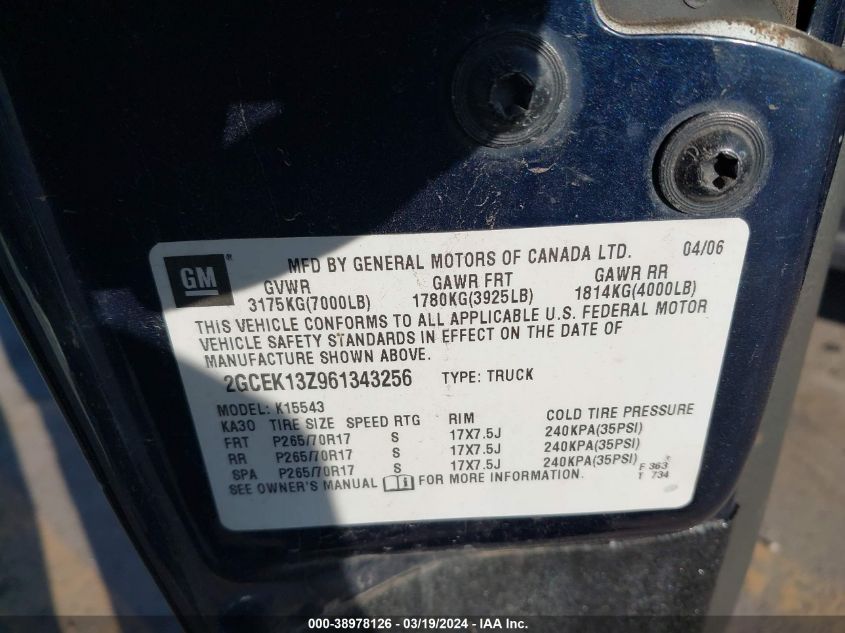 GM ® MFD BY GENERAL MOTORS OF CANADA LTD. 04/06
GVWR GAWR FRT GAWR RR
3175KG(7000LB) 1780KG(3925LB) 1814KG(4000LB)
THIS VEHICLE CONFORMS TO ALL APPLICABLE U.S. FEDERAL MOTOR
VEHICLE SAFETY STANDARDS IN EFFECT ON THE DATE OF
MANUFACTURE SHOWN ABOVE.
2GCEK13Z961343256 TYPE: TRUCK
MODEL: K15543
KA30 TIRE SIZE SPEED RTG RIM COLD TIRE PRESSURE
FRT P265/70R17 S 17X7.5J 240KPA(35PSI)
RR P265/70R17 S 17X7.5J 240KPA(35PSI)
SPA P265/70R17 S 17X7.5J 240KPA(35PSI) F 363
SEE OWNER'S MANUAL FOR MORE INFORMATION. T 734
000-38978126 - 03/19/2024 - IAA Inc.